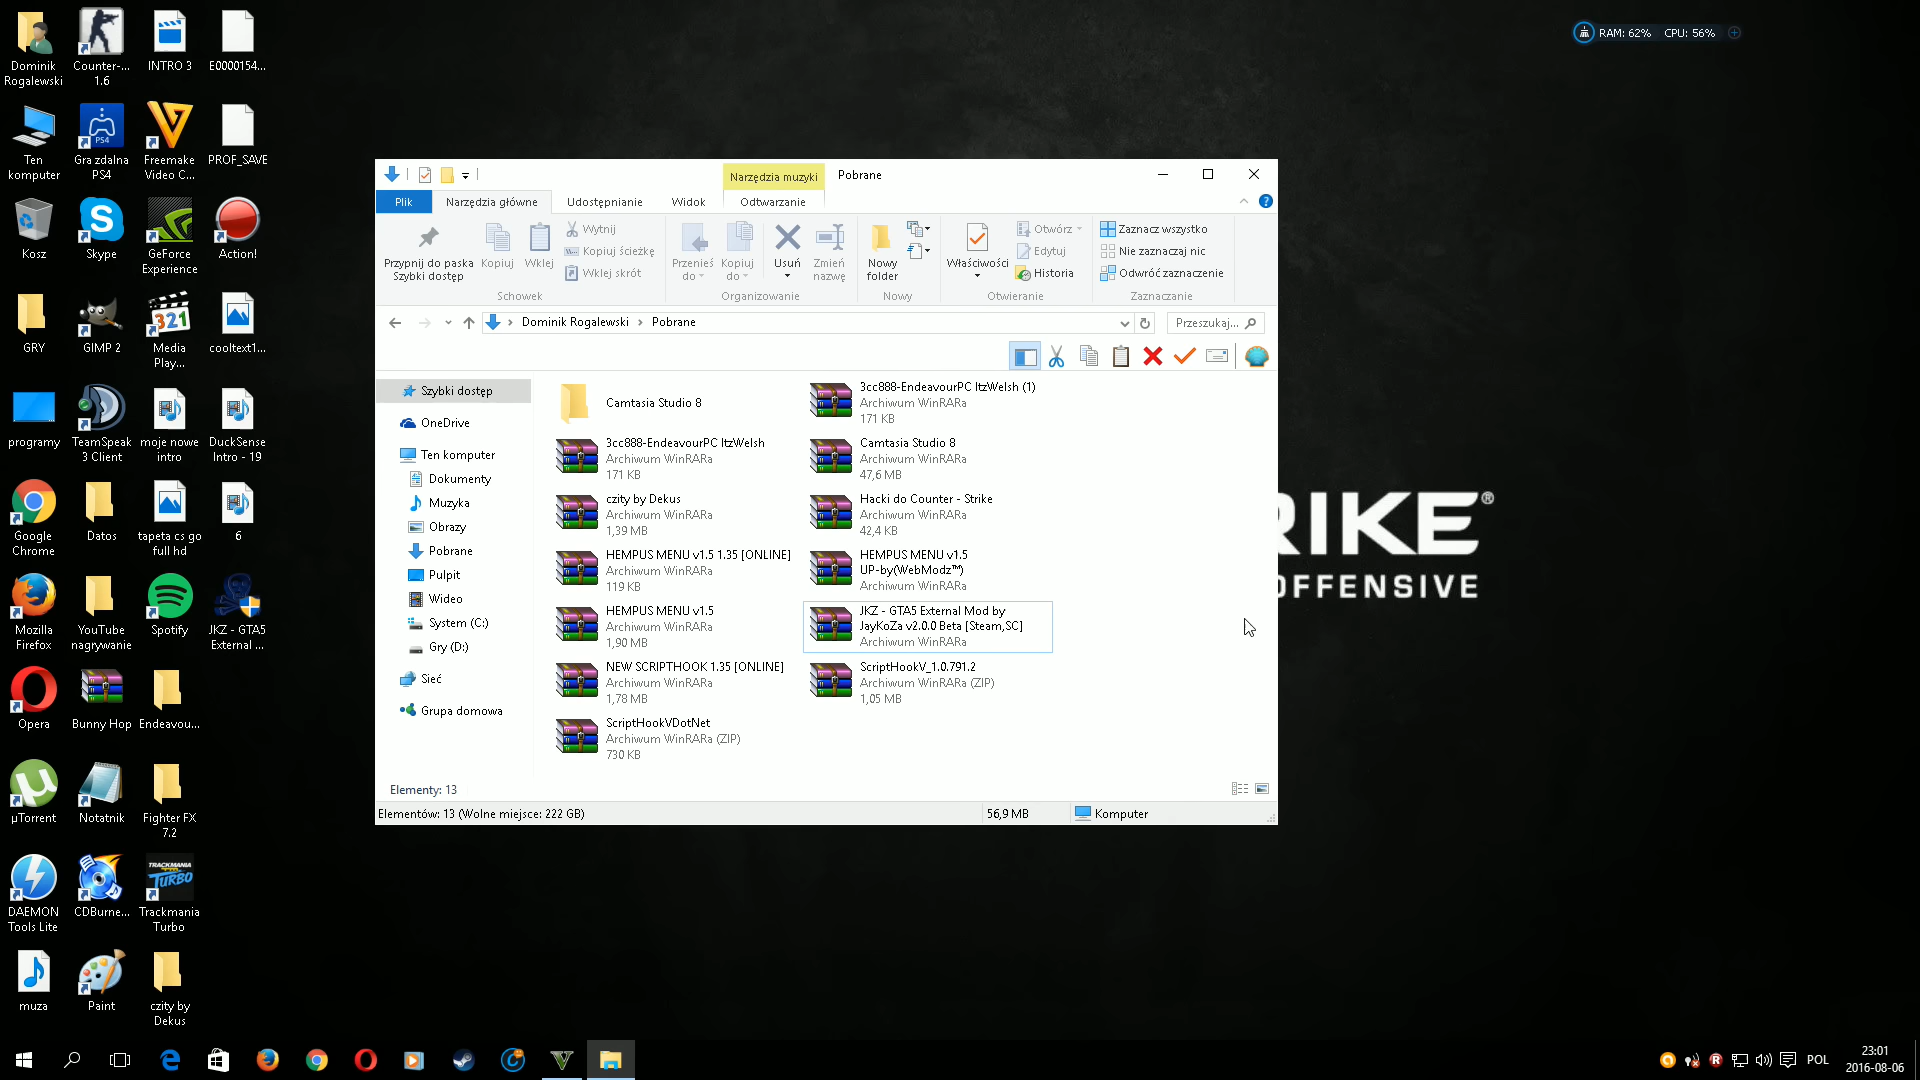 Dominik
Rogalewski
Counter-...
1.6
INTRO 3
E0000154...
Ten
komputer
Gra zdalna
PS4
Freemake
Video C...
PROF_SAVE
Kosz
Skype
GeForce
Experience
Action!
GRY
GIMP 2
Media
Play...
cooltext1...
programy
TeamSpeak
3 Client
moje nowe
intro
DuckSense
Intro - 19
Google
Chrome
Datos
tapeta cs go
full hd
6
Mozilla
Firefox
YouTube
nagrywanie
Spotify
JKZ - GTA5
External ...
Opera
Bunny Hop
Endeavou...
µTorrent
Notatnik
Fighter FX
7.2
DAEMON
Tools Lite
CDBurne...
TRACKMANIA
TURBO
Trackmania
Turbo
muza
Paint
czity by
Dekus
RAM: 62% CPU: 56%
RIKE®
OFFENSIVE
Narzędzia muzyki
Pobrane
Plik
Narzędzia główne
Udostępnianie
Widok
Odtwarzanie
Przypnij do paska
Szybki dostęp
Kopiuj
Wklej
Wytnij
Kopiuj ścieżkę
Wklej skrót
Schowek
Przenieś
do
Kopiuj
do
Usuń
Zmień
nazwę
Organizowanie
Nowy
folder
Nowy
Właściwości
Otwórz
Edytuj
Historia
Otwieranie
Zaznacz wszystko
Nie zaznaczaj nic
Odwróć zaznaczenie
Zaznaczanie
Dominik Rogalewski > Pobrane
Przeszukaj...
Szybki dostęp
OneDrive
Ten komputer
Dokumenty
Muzyka
Obrazy
Pobrane
Pulpit
Wideo
System (C:)
Gry (D:)
Sieć
Grupa domowa
Camtasia Studio 8
3cc888-EndeavourPC ItzWelsh (1)
Archiwum WinRARa
171 KB
3cc888-EndeavourPC ItzWelsh
Archiwum WinRARa
171 KB
Camtasia Studio 8
Archiwum WinRARa
47,6 MB
czity by Dekus
Archiwum WinRARa
1,39 MB
Hacki do Counter - Strike
Archiwum WinRARa
42,4 KB
HEMPUS MENU v1.5 1.35 [ONLINE]
Archiwum WinRARa
119 KB
HEMPUS MENU v1.5
UP-by(WebModz™)
Archiwum WinRARa
HEMPUS MENU v1.5
Archiwum WinRARa
1,90 MB
JKZ - GTA5 External Mod by
JayKoZa v2.0.0 Beta [Steam,SC]
Archiwum WinRARa
NEW SCRIPTHOOK 1.35 [ONLINE]
Archiwum WinRARa
1,78 MB
ScriptHookV_1.0.791.2
Archiwum WinRARa (ZIP)
1,05 MB
ScriptHookVDotNet
Archiwum WinRARa (ZIP)
730 KB
Elementy: 13
Elementów: 13 (Wolne miejsce: 222 GB)
56,9 MB
Komputer
POL
23:01
2016-08-06